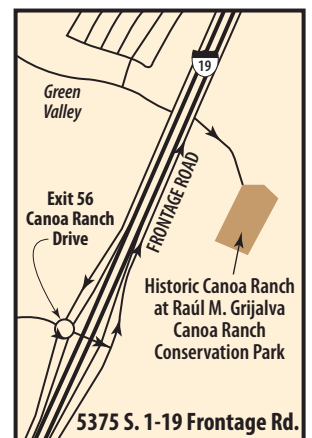 19
Green
Valley
FRONTAGE ROAD
Exit 56
Canoa Ranch
Drive
Historic Canoa Ranch
at Raúl M. Grijalva
Canoa Ranch
Conservation Park
5375 S. 1-19 Frontage Rd.